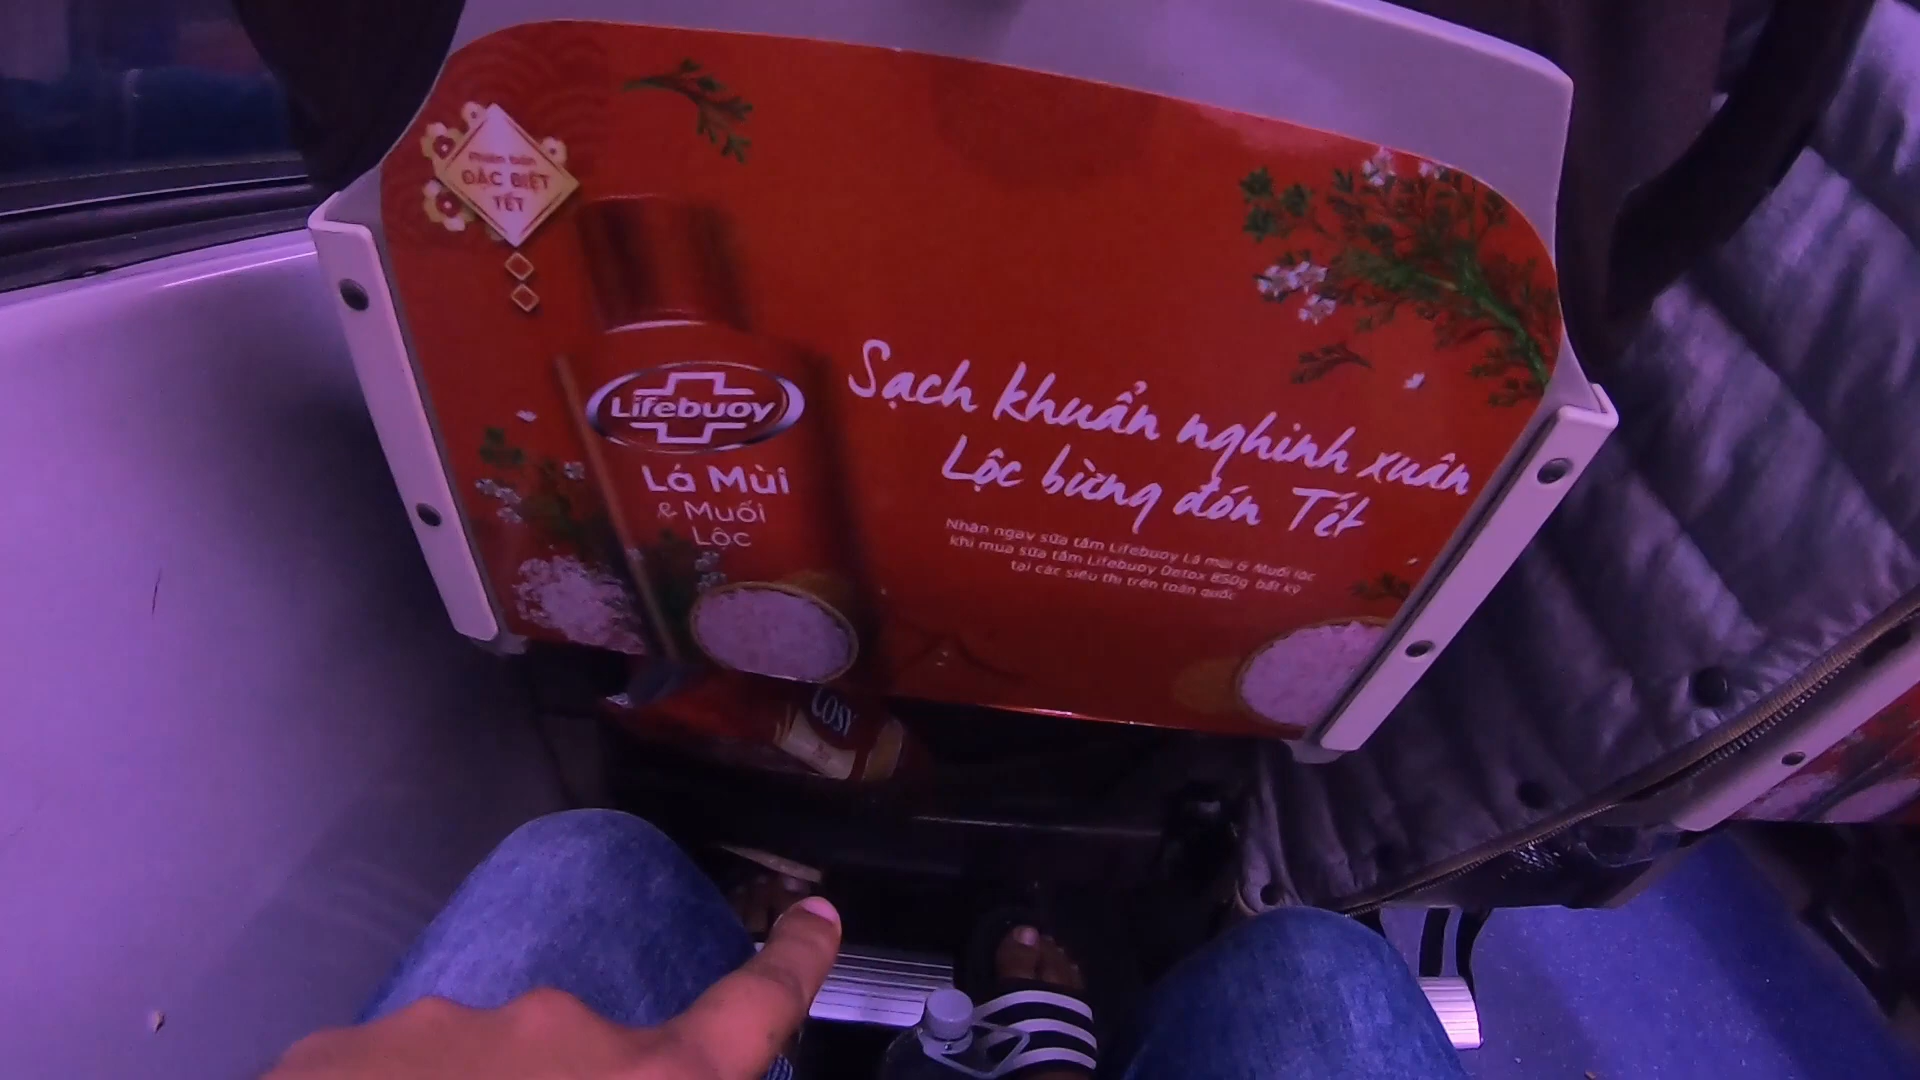 Phiên bản
ĐẶC BIỆT
TẾT
Lifebuoy
Lá Mùi
& Muối
Lộc
Sạch khuẩn nghinh xuân
Lộc bừng đón Tết
Nhận ngay sữa tắm Lifebuoy Lá mùi & Muối lộc
khi mua sữa tắm Lifebuoy Detox 850g bất kỳ
tại các siêu thị trên toàn quốc
COSY